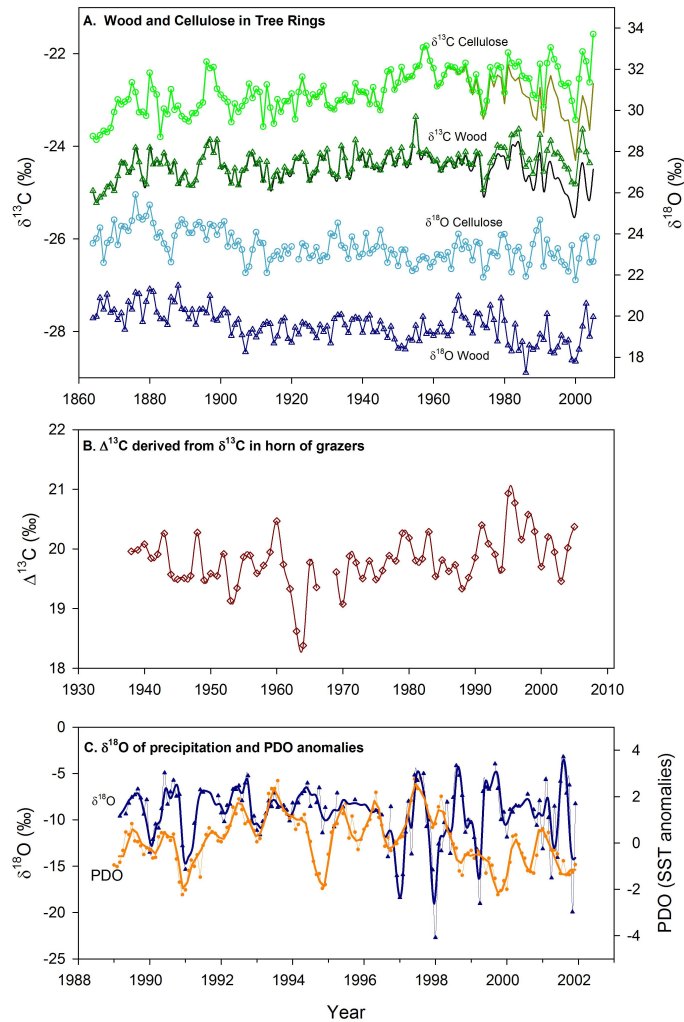 A. Wood and Cellulose in Tree Rings
δ¹³C Cellulose
δ¹³C Wood
δ¹⁸O Cellulose
δ¹⁸O Wood
δ¹³C (‰)
-22
-24
-26
-28
δ¹⁸O (‰)
34
32
30
28
26
24
22
20
18
1860 1880 1900 1920 1940 1960 1980 2000
B. Δ¹³C derived from δ¹³C in horn of grazers
Δ¹³C (‰)
22
21
20
19
18
1930 1940 1950 1960 1970 1980 1990 2000 2010
C. δ¹⁸O of precipitation and PDO anomalies
δ¹⁸O
PDO
δ¹⁸O (‰)
0
-5
-10
-15
-20
-25
PDO (SST anomalies)
4
2
0
-2
-4
1988 1990 1992 1994 1996 1998 2000 2002
Year